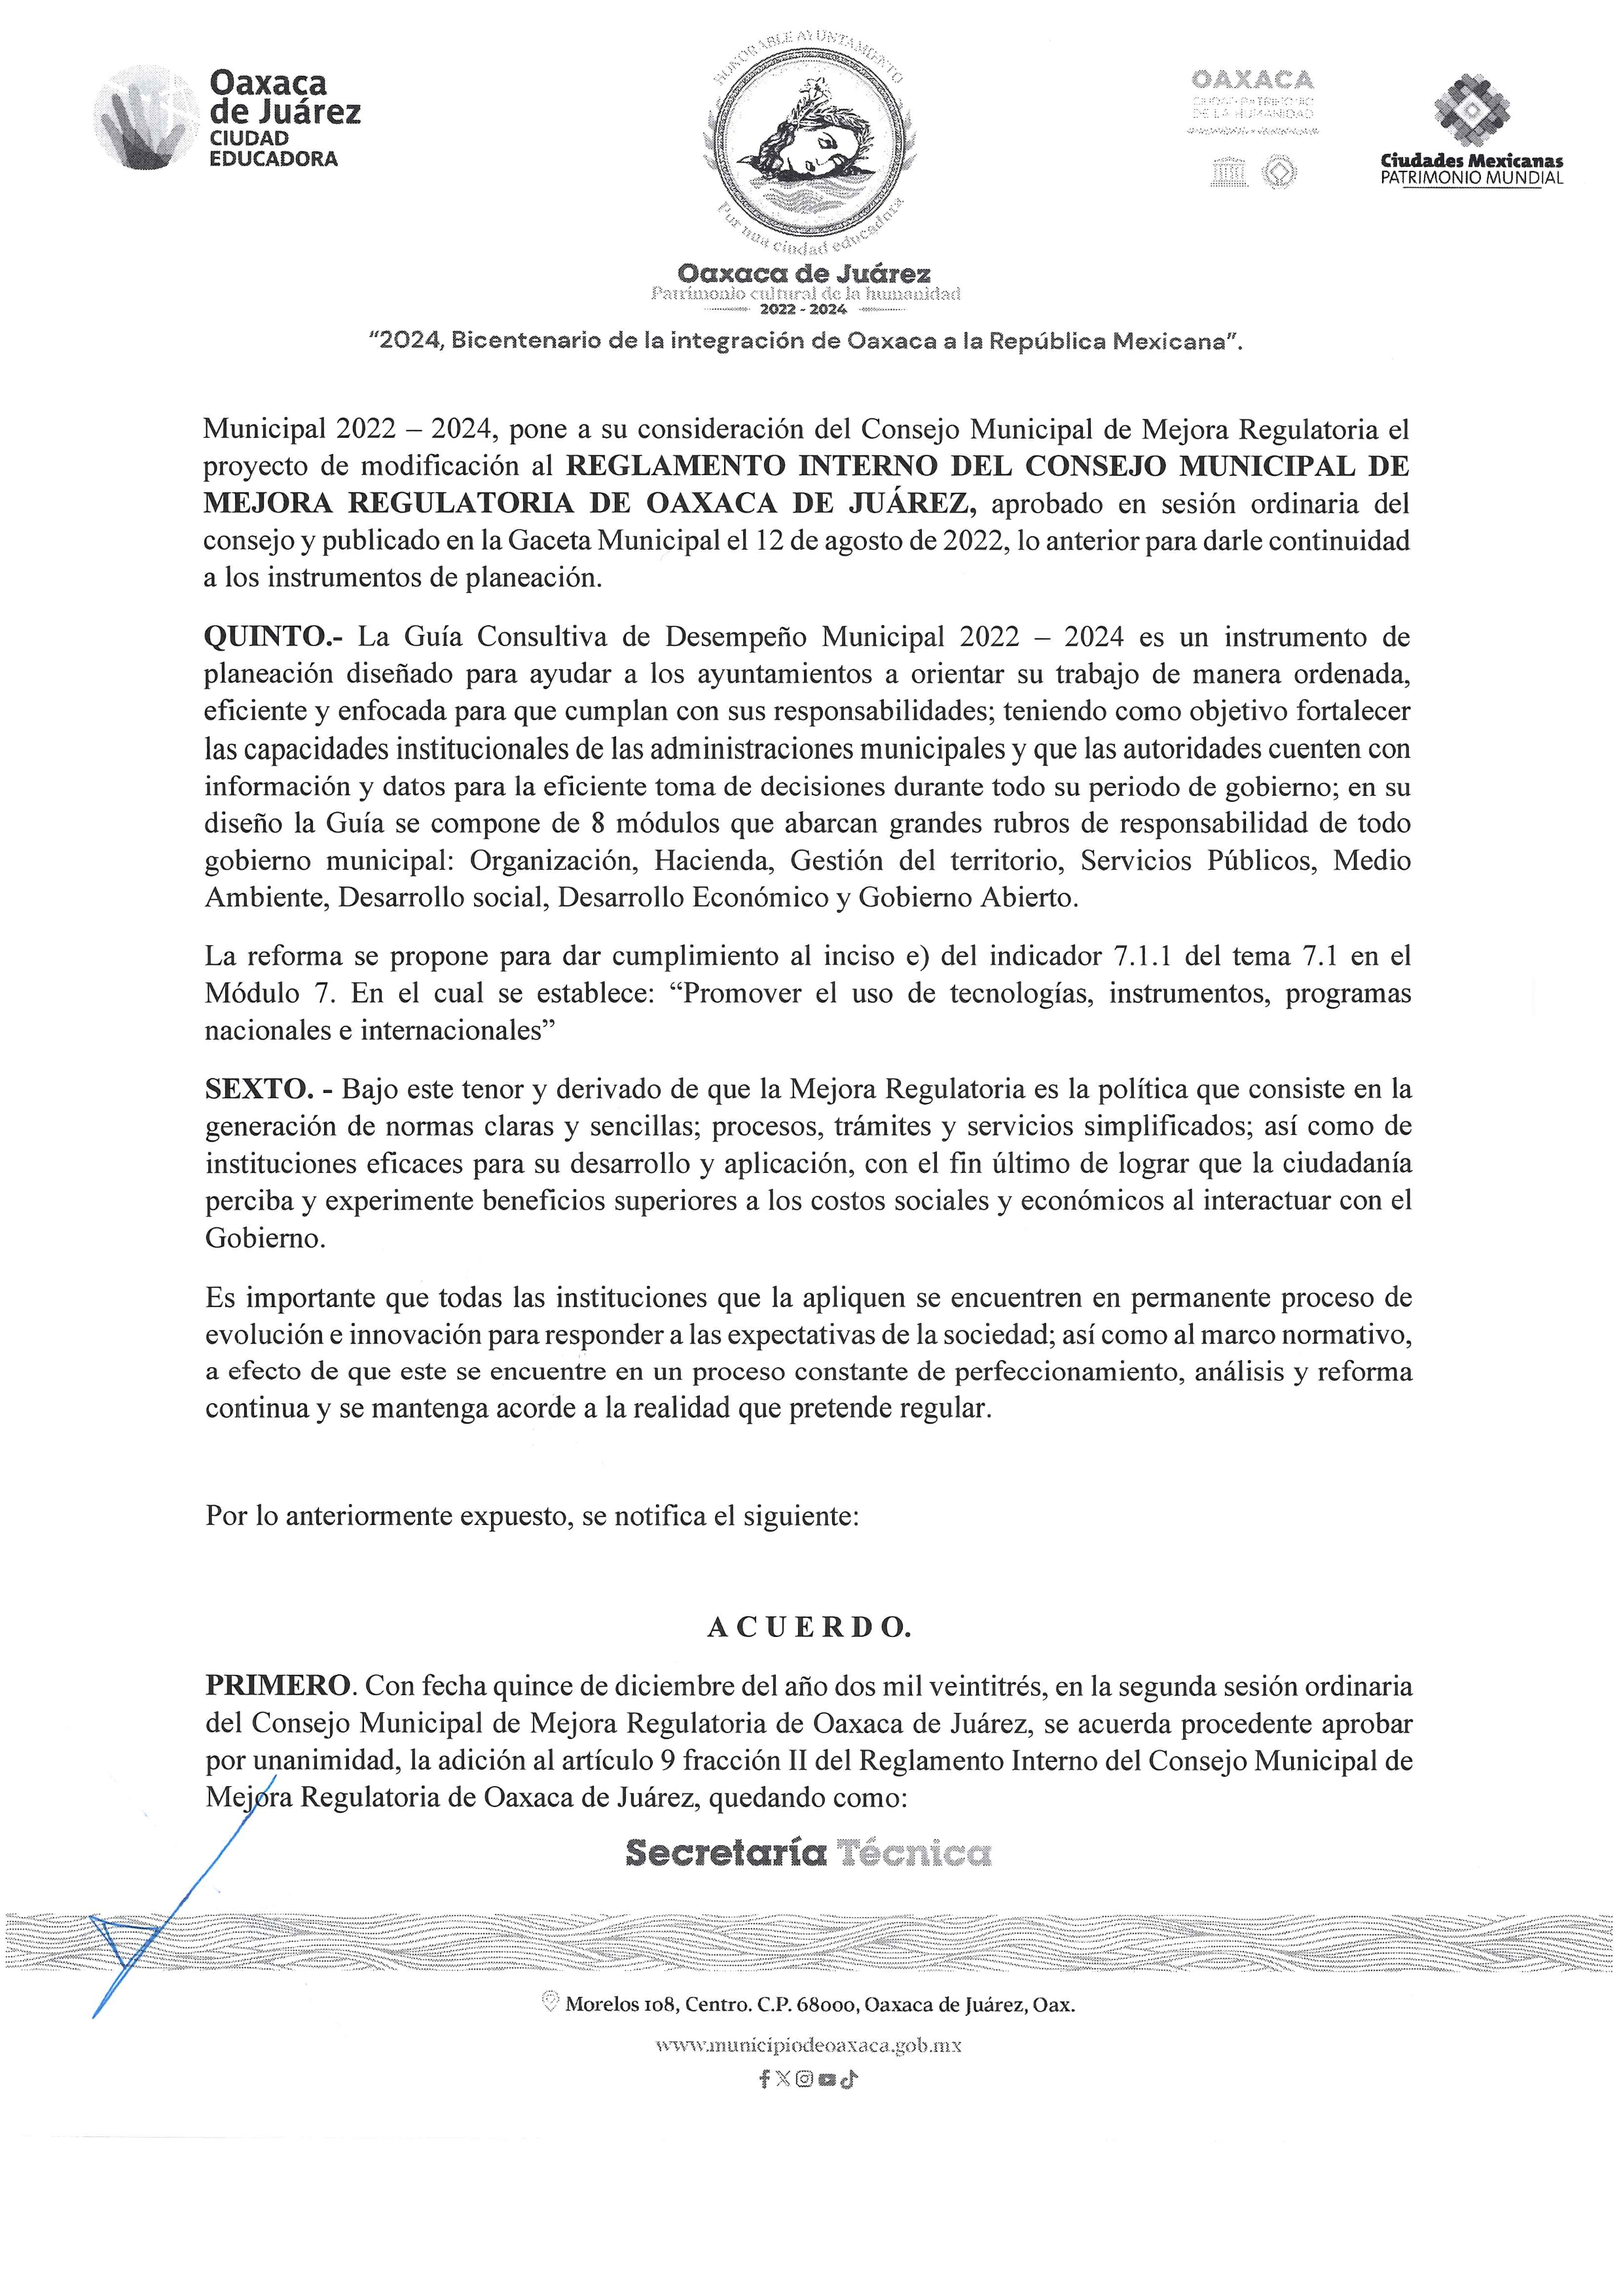 Oaxaca
de Juárez
CIUDAD
EDUCADORA
HONORABLE AYUNTAMIENTO
Por una ciudad educadora
Oaxaca de Juárez
Patrimonio cultural de la humanidad
2022 - 2024
OAXACA
CIUDAD PATRIMONIO
DE LA HUMANIDAD
Ciudades Mexicanas
PATRIMONIO MUNDIAL
“2024, Bicentenario de la integración de Oaxaca a la República Mexicana”.
Municipal 2022 – 2024, pone a su consideración del Consejo Municipal de Mejora Regulatoria el
proyecto de modificación al REGLAMENTO INTERNO DEL CONSEJO MUNICIPAL DE
MEJORA REGULATORIA DE OAXACA DE JUÁREZ, aprobado en sesión ordinaria del
consejo y publicado en la Gaceta Municipal el 12 de agosto de 2022, lo anterior para darle continuidad
a los instrumentos de planeación.
QUINTO.- La Guía Consultiva de Desempeño Municipal 2022 – 2024 es un instrumento de
planeación diseñado para ayudar a los ayuntamientos a orientar su trabajo de manera ordenada,
eficiente y enfocada para que cumplan con sus responsabilidades; teniendo como objetivo fortalecer
las capacidades institucionales de las administraciones municipales y que las autoridades cuenten con
información y datos para la eficiente toma de decisiones durante todo su periodo de gobierno; en su
diseño la Guía se compone de 8 módulos que abarcan grandes rubros de responsabilidad de todo
gobierno municipal: Organización, Hacienda, Gestión del territorio, Servicios Públicos, Medio
Ambiente, Desarrollo social, Desarrollo Económico y Gobierno Abierto.
La reforma se propone para dar cumplimiento al inciso e) del indicador 7.1.1 del tema 7.1 en el
Módulo 7. En el cual se establece: “Promover el uso de tecnologías, instrumentos, programas
nacionales e internacionales”
SEXTO. - Bajo este tenor y derivado de que la Mejora Regulatoria es la política que consiste en la
generación de normas claras y sencillas; procesos, trámites y servicios simplificados; así como de
instituciones eficaces para su desarrollo y aplicación, con el fin último de lograr que la ciudadanía
perciba y experimente beneficios superiores a los costos sociales y económicos al interactuar con el
Gobierno.
Es importante que todas las instituciones que la apliquen se encuentren en permanente proceso de
evolución e innovación para responder a las expectativas de la sociedad; así como al marco normativo,
a efecto de que este se encuentre en un proceso constante de perfeccionamiento, análisis y reforma
continua y se mantenga acorde a la realidad que pretende regular.
Por lo anteriormente expuesto, se notifica el siguiente:
A C U E R D O.
PRIMERO. Con fecha quince de diciembre del año dos mil veintitrés, en la segunda sesión ordinaria
del Consejo Municipal de Mejora Regulatoria de Oaxaca de Juárez, se acuerda procedente aprobar
por unanimidad, la adición al artículo 9 fracción II del Reglamento Interno del Consejo Municipal de
Mejora Regulatoria de Oaxaca de Juárez, quedando como:
Secretaría Técnica
Morelos 108, Centro. C.P. 68000, Oaxaca de Juárez, Oax.
www.municipiodeoaxaca.gob.mx